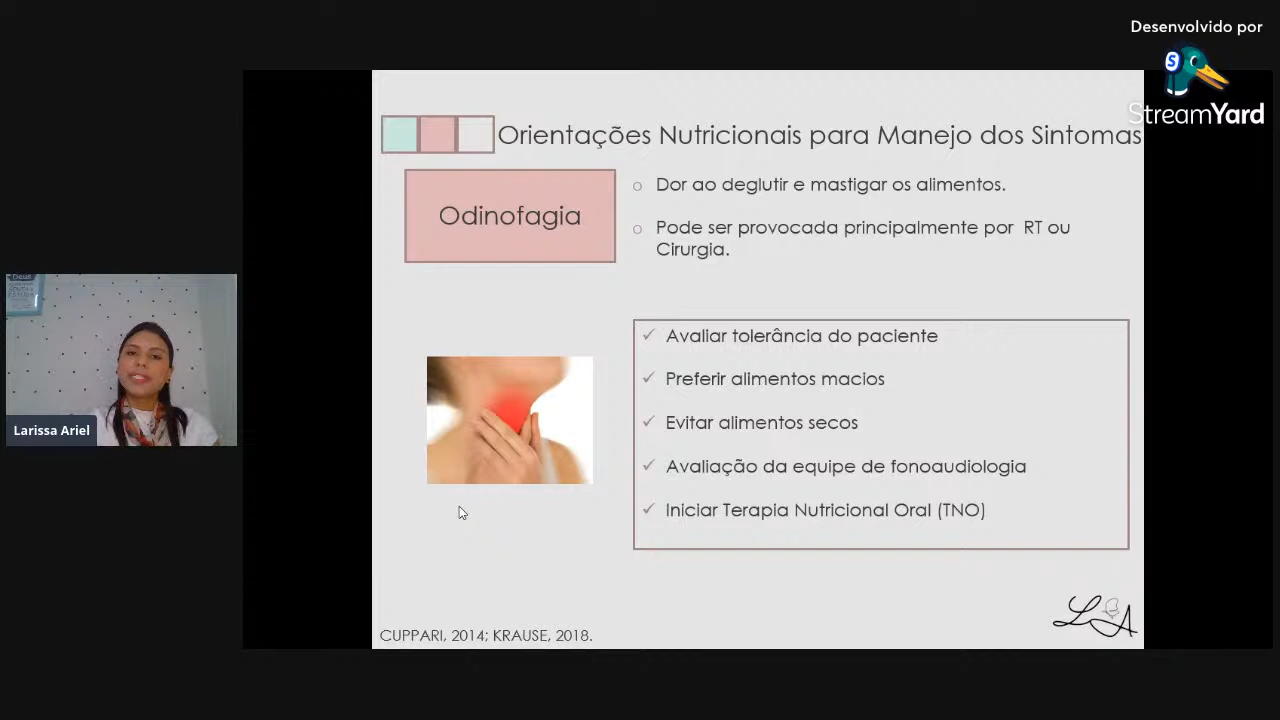 Desenvolvido por
StreamYard
Orientações Nutricionais para Manejo dos Sintomas
Odinofagia
o Dor ao deglutir e mastigar os alimentos.
o Pode ser provocada principalmente por RT ou
Cirurgia.
✓ Avaliar tolerância do paciente
✓ Preferir alimentos macios
✓ Evitar alimentos secos
✓ Avaliação da equipe de fonoaudiologia
✓ Iniciar Terapia Nutricional Oral (TNO)
Deus
Larissa Ariel
L A
CUPPARI, 2014; KRAUSE, 2018.